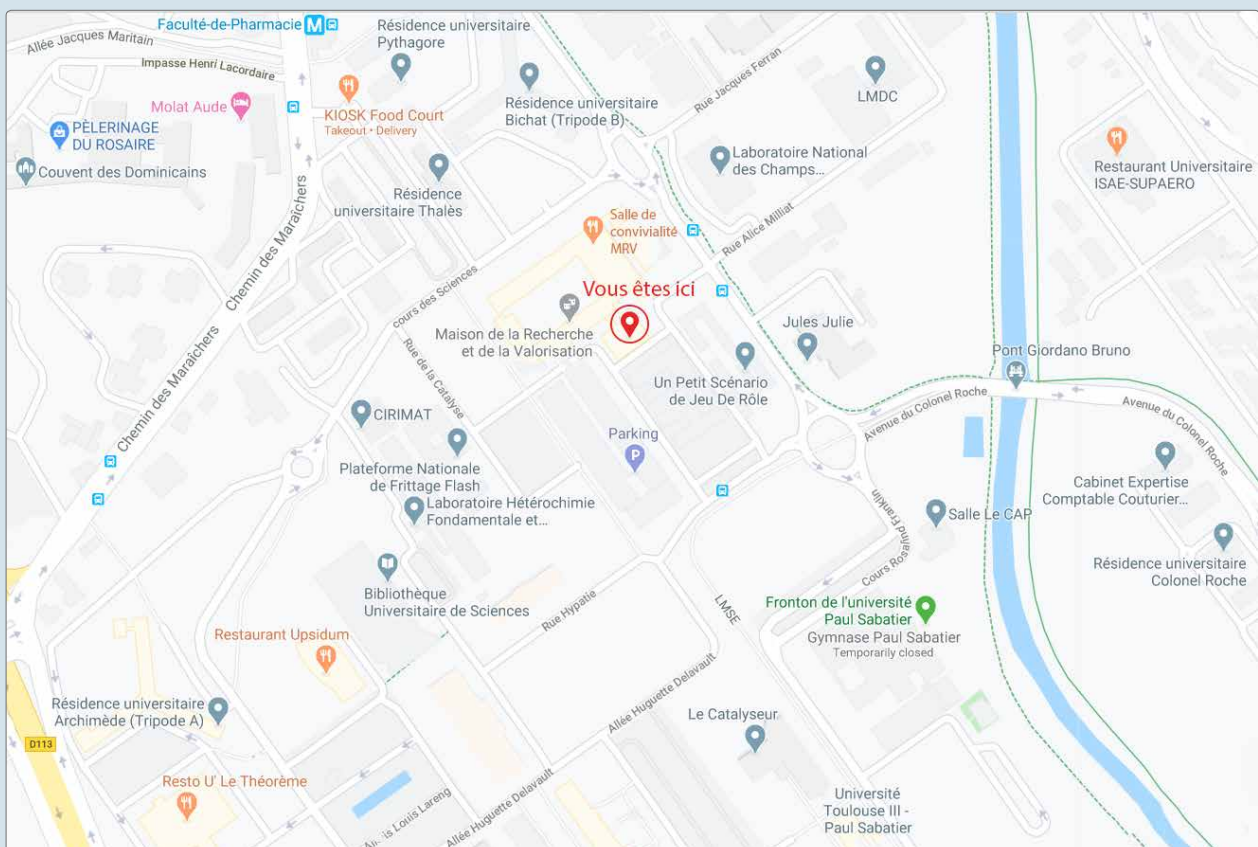 Faculté-de-Pharmacie M
Allée Jacques Maritain
Impasse Henri Lacordaire
Résidence universitaire
Pythagore
Molat Aude
KIOSK Food Court
Takeout • Delivery
Résidence universitaire
Bichat (Tripode B)
Rue Jacques Ferran
LMDC
PÈLERINAGE
DU ROSAIRE
Couvent des Dominicains
Laboratoire National
des Champs...
Restaurant Universitaire
ISAE-SUPAERO
Résidence
universitaire Thalès
Chemin des Maraîchers
Chemin des Maraîchers
Salle de
convivialité
MRV
Rue Alice Milliat
cours des Sciences
Vous êtes ici
Maison de la Recherche
et de la Valorisation
Jules Julie
Pont Giordano Bruno
Rue de la Catalyse
Un Petit Scénario
de Jeu De Rôle
Avenue du Colonel Roche
Avenue du Colonel Roche
CIRIMAT
Parking
P
Plateforme Nationale
de Frittage Flash
Laboratoire Hétérochimie
Fondamentale et...
Cabinet Expertise
Comptable Couturier...
Salle Le CAP
Cours Rosalind Franklin
Résidence universitaire
Colonel Roche
Bibliothèque
Universitaire de Sciences
Rue Hypatie
LMSE
Fronton de l'université
Paul Sabatier
Gymnase Paul Sabatier
Temporarily closed
Restaurant Upsidum
Allée Huguette Delavault
Résidence universitaire
Archimède (Tripode A)
Le Catalyseur
D113
Resto U' Le Théorème
Louis Lareng
Allée Huguette Delavault
Université
Toulouse III -
Paul Sabatier